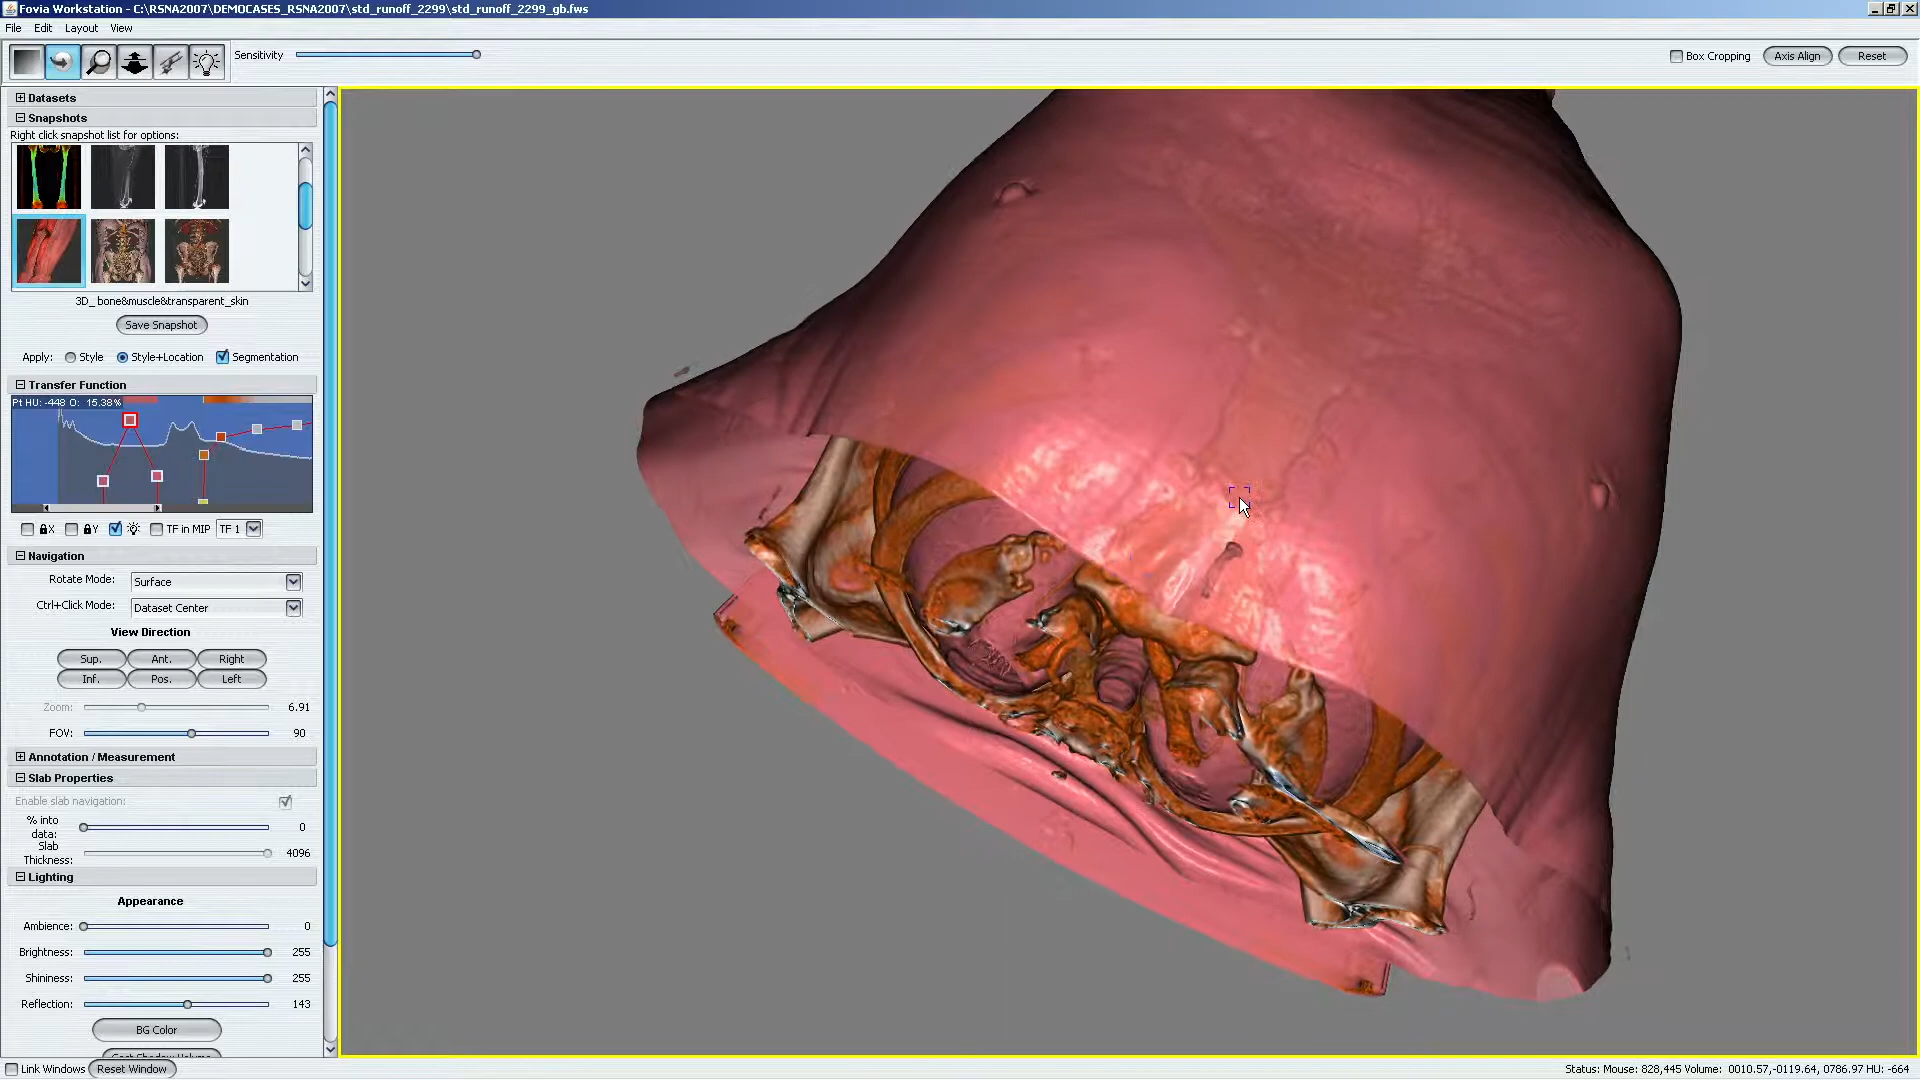 Fovia Workstation - C:\RSNA2007\DEMOCASES_RSNA2007\std_runoff_2299\std_runoff_2299_gb.fws
File Edit Layout View
Sensitivity
Box Cropping Axis Align Reset
Datasets
Snapshots
Right click snapshot list for options:
3D_ bone&muscle&transparent_skin
Save Snapshot
Apply: Style Style+Location Segmentation
Transfer Function
Pt HU: -448 O: 15.38%
X Y TF in MIP TF 1
Navigation
Rotate Mode: Surface
Ctrl+Click Mode: Dataset Center
View Direction
Sup. Ant. Right
Inf. Pos. Left
Zoom: 6.91
FOV: 90
Annotation / Measurement
Slab Properties
Enable slab navigation:
% into data: 0
Slab Thickness: 4096
Lighting
Appearance
Ambience: 0
Brightness: 255
Shininess: 255
Reflection: 143
BG Color
Link Windows Reset Window
Status: Mouse: 828,445 Volume: 0010.57,-0119.64, 0786.97 HU: -664